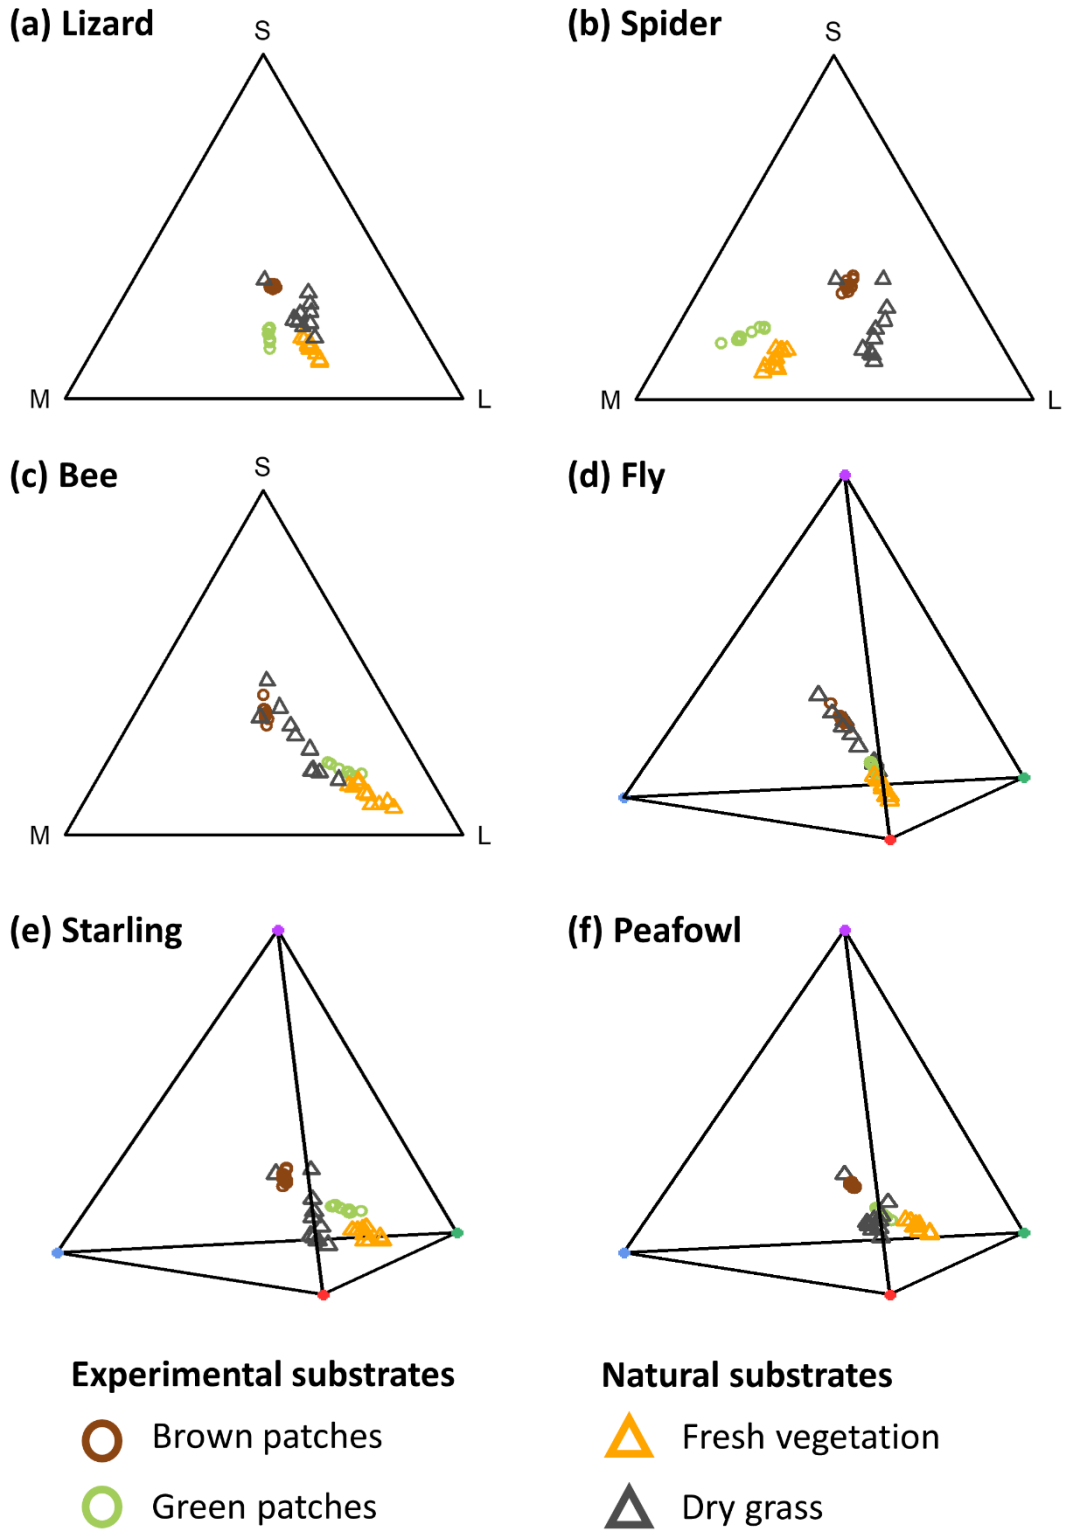 (a) Lizard
S
M
L
(b) Spider
S
M
L
(c) Bee
S
M
L
(d) Fly
(e) Starling
(f) Peafowl
Experimental substrates
Brown patches
Green patches
Natural substrates
Fresh vegetation
Dry grass